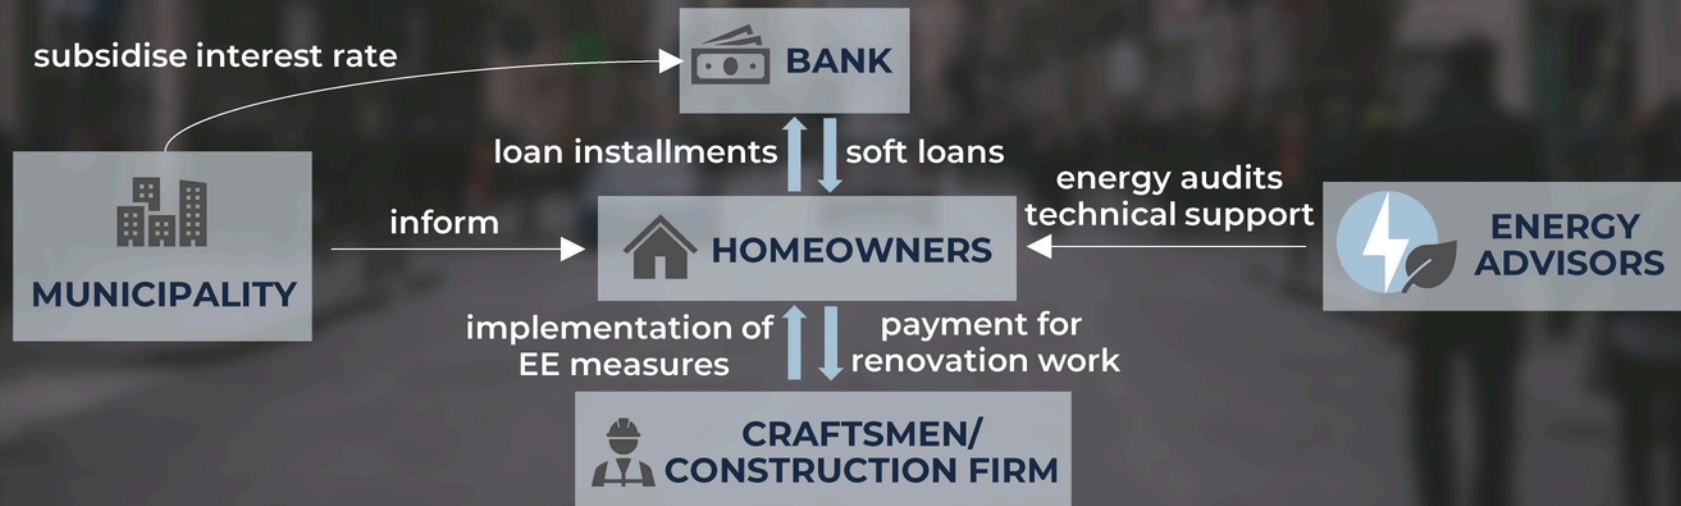 subsidise interest rate
BANK
loan installments
soft loans
energy audits
technical support
inform
HOMEOWNERS
ENERGY
ADVISORS
MUNICIPALITY
implementation of
EE measures
payment for
renovation work
CRAFTSMEN/
CONSTRUCTION FIRM